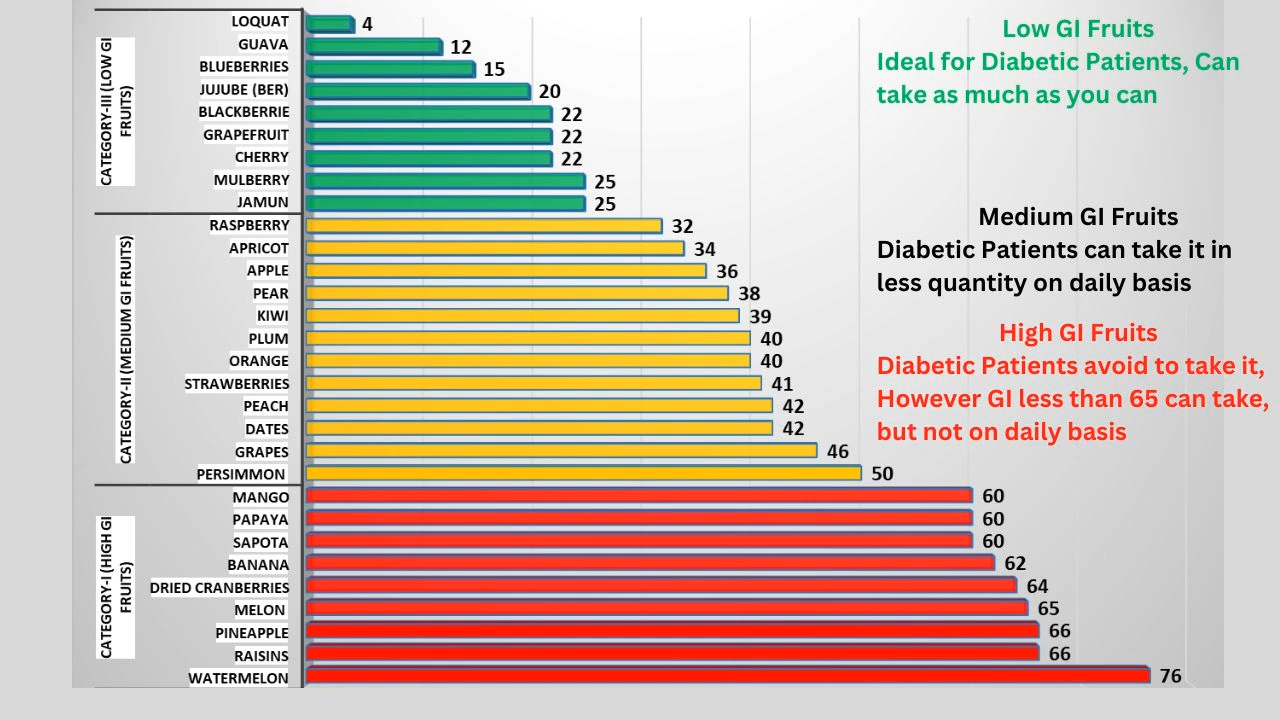 CATEGORY-III (LOW GI
FRUITS)
LOQUAT 4
GUAVA 12
BLUEBERRIES 15
JUJUBE (BER) 20
BLACKBERRIE 22
GRAPEFRUIT 22
CHERRY 22
MULBERRY 25
JAMUN 25
CATEGORY-II (MEDIUM GI FRUITS)
RASPBERRY 32
APRICOT 34
APPLE 36
PEAR 38
KIWI 39
PLUM 40
ORANGE 40
STRAWBERRIES 41
PEACH 42
DATES 42
GRAPES 46
PERSIMMON 50
CATEGORY-I (HIGH GI
FRUITS)
MANGO 60
PAPAYA 60
SAPOTA 60
BANANA 62
DRIED CRANBERRIES 64
MELON 65
PINEAPPLE 66
RAISINS 66
WATERMELON 76
Low GI Fruits
Ideal for Diabetic Patients, Can
take as much as you can
Medium GI Fruits
Diabetic Patients can take it in
less quantity on daily basis
High GI Fruits
Diabetic Patients avoid to take it,
However GI less than 65 can take,
but not on daily basis